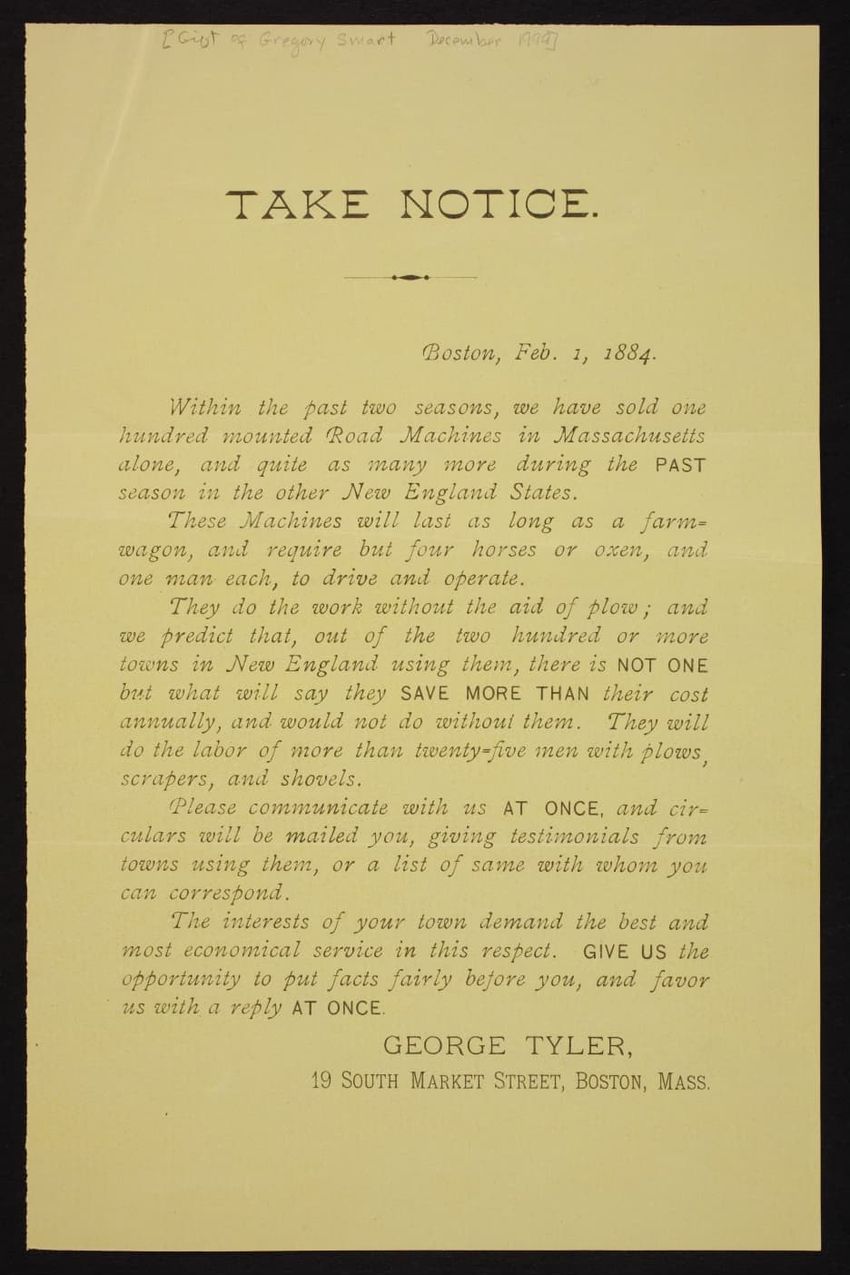 [Gift of Gregory Smart December 1999]
TAKE NOTICE.
Boston, Feb. 1, 1884.
Within the past two seasons, we have sold one
hundred mounted Road Machines in Massachusetts
alone, and quite as many more during the PAST
season in the other New England States.
These Machines will last as long as a farm=
wagon, and require but four horses or oxen, and
one man each, to drive and operate.
They do the work without the aid of plow; and
we predict that, out of the two hundred or more
towns in New England using them, there is NOT ONE
but what will say they SAVE MORE THAN their cost
annually, and would not do without them. They will
do the labor of more than twenty=five men with plows,
scrapers, and shovels.
Please communicate with us AT ONCE, and cir=
culars will be mailed you, giving testimonials from
towns using them, or a list of same with whom you
can correspond.
The interests of your town demand the best and
most economical service in this respect. GIVE US the
opportunity to put facts fairly before you, and favor
us with a reply AT ONCE.
GEORGE TYLER,
19 SOUTH MARKET STREET, BOSTON, MASS.